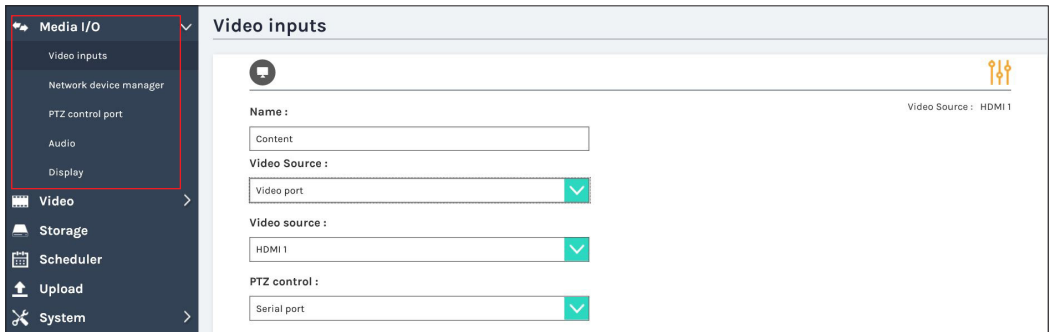 Media I/O
Video inputs
Network device manager
PTZ control port
Audio
Display
Video
Storage
Scheduler
Upload
System
Video inputs
Video Source : HDMI 1
Name :
Content
Video Source :
Video port
Video source :
HDMI 1
PTZ control :
Serial port